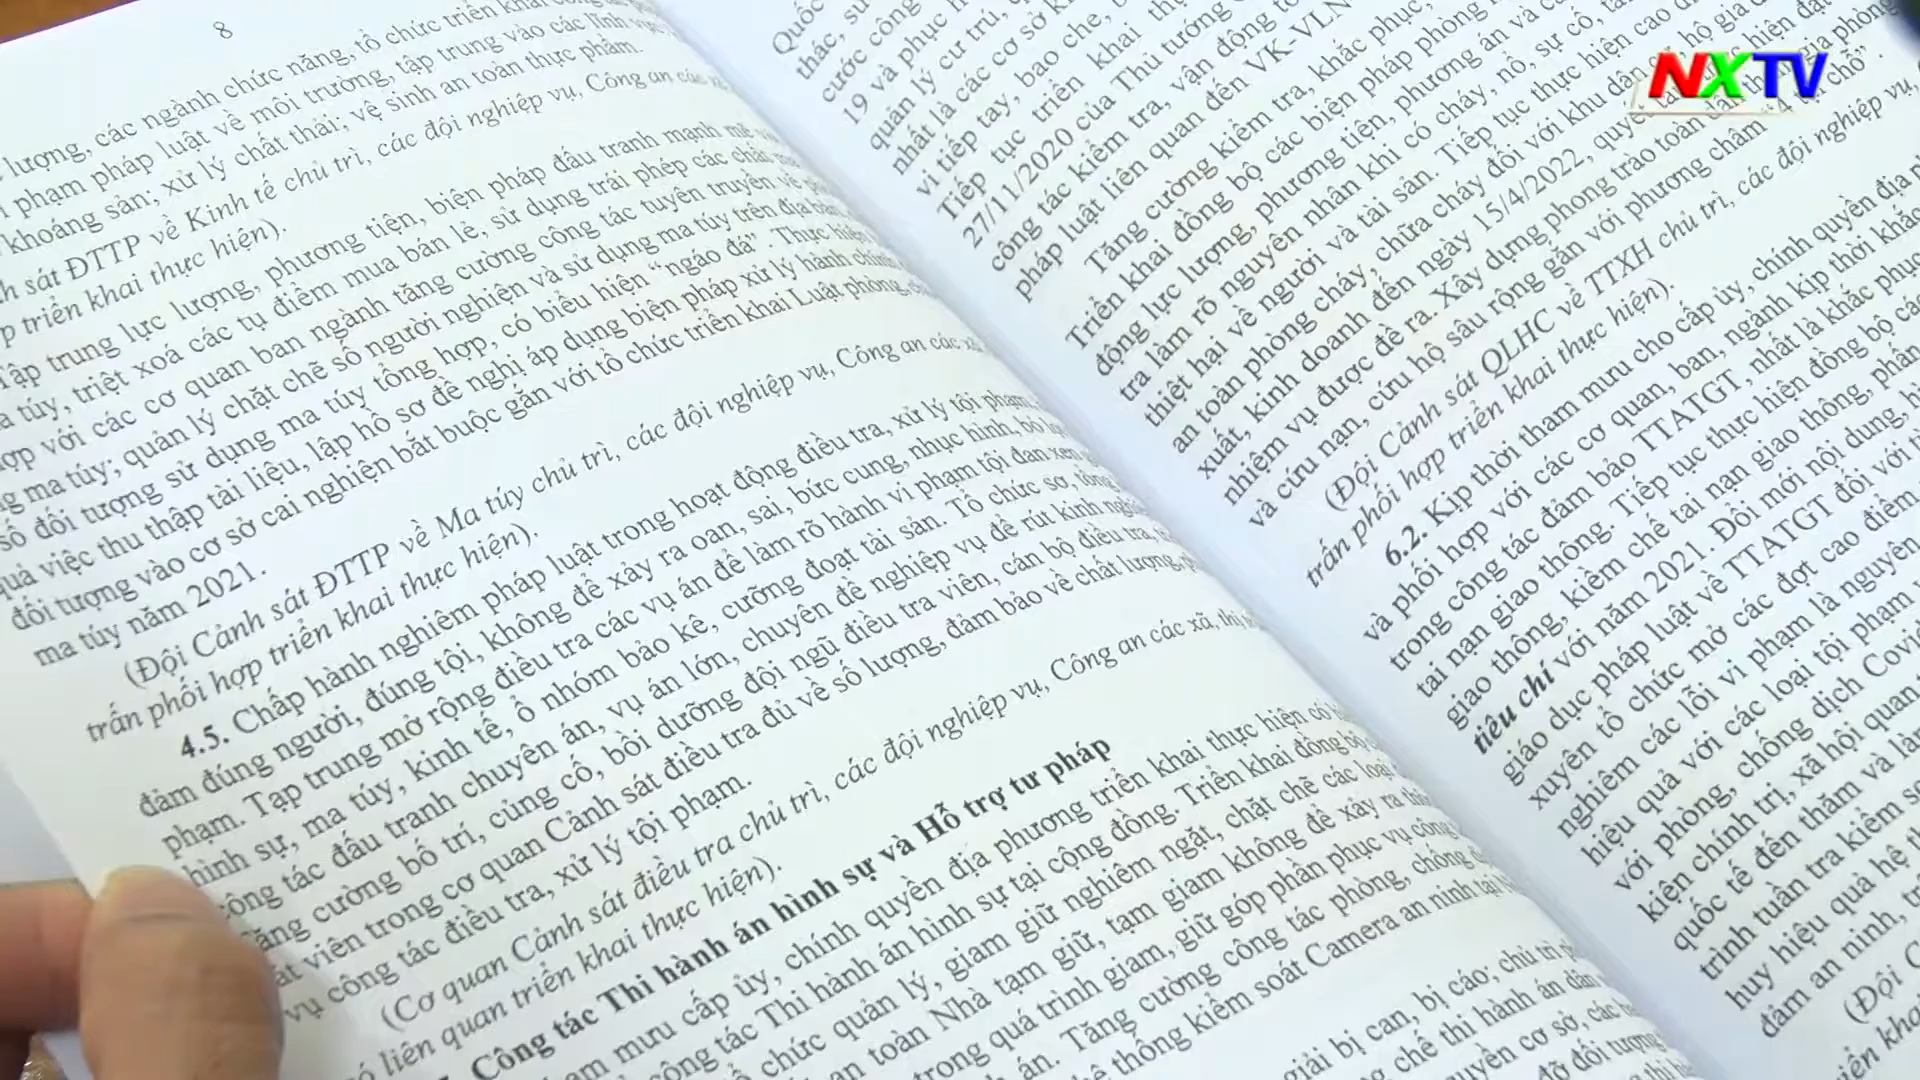 8
lượng, các ngành chức năng, tổ chức triển khai công
phạm pháp luật về môi trường, tập trung vào các lĩnh vực
khoáng sản; xử lý chất thải; vệ sinh an toàn thực phẩm.
sát ĐTTP về Kinh tế chủ trì, các đội nghiệp vụ, Công an các xã
triển khai thực hiện).
Tập trung lực lượng, phương tiện, biện pháp đấu tranh mạnh mẽ
túy, triệt xoá các tụ điểm mua bán lẻ, sử dụng trái phép các chất
với các cơ quan ban ngành tăng cường công tác tuyên truyền về
ma túy; quản lý chặt chẽ số người nghiện và sử dụng ma túy trên địa bàn
số đối tượng sử dụng ma túy tổng hợp, có biểu hiện “ngáo đá”. Thực hiện
quả việc thu thập tài liệu, lập hồ sơ đề nghị áp dụng biện pháp xử lý hành chính
đối tượng vào cơ sở cai nghiện bắt buộc gắn với tổ chức triển khai Luật phòng,
ma túy năm 2021.
(Đội Cảnh sát ĐTTP về Ma túy chủ trì, các đội nghiệp vụ, Công an các xã
trấn phối hợp triển khai thực hiện).
4.5. Chấp hành nghiêm pháp luật trong hoạt động điều tra, xử lý tội phạm
đảm đúng người, đúng tội, không để xảy ra oan, sai, bức cung, nhục hình, bỏ lọt
phạm. Tạp trung mở rộng điều tra các vụ án để làm rõ hành vi phạm tội đan xen
hình sự, ma túy, kinh tế, ổ nhóm bảo kê, cưỡng đoạt tài sản. Tổ chức sơ, tổng
công tác đấu tranh chuyên án, vụ án lớn, chuyên đề nghiệp vụ để rút kinh nghiệm
tăng cường bố trí, củng cố, bồi dưỡng đội ngũ điều tra viên, cán bộ điều tra,
sát viên trong cơ quan Cảnh sát điều tra đủ về số lượng, đảm bảo về chất lượng,
vụ công tác điều tra, xử lý tội phạm.
(Cơ quan Cảnh sát điều tra chủ trì, các đội nghiệp vụ, Công an các xã, thị
có liên quan triển khai thực hiện).
Công tác Thi hành án hình sự và Hỗ trợ tư pháp
tham mưu cấp ủy, chính quyền địa phương triển khai thực hiện có
công tác Thi hành án hình sự tại cộng đồng. Triển khai đồng bộ
tổ chức quản lý, giam giữ nghiêm ngặt, chặt chẽ các loại
an toàn Nhà tạm giữ, tạm giam không để xảy ra
trong quá trình giam, giữ góp phần phục vụ công
án. Tăng cường công tác phòng, chống
hệ thống kiểm soát Camera an ninh tại
giải bị can, bị cáo; chủ trì
chế thi hành án dân
quyền cơ sở, các
đỡ đối tượng
Quốc
thác, sử
cước công
19 và phục
quản lý cư trú,
nhất là các cơ sở
vi tiếp tay, bao che,
Tiếp tục triển khai
27/11/2020 của Thủ tướng
công tác kiểm tra, vận động
pháp luật liên quan đến VK-VLN
Tăng cường kiểm tra, khắc phục,
Triển khai đồng bộ các biện pháp phòng
động lực lượng, phương tiện, phương án và
tra làm rõ nguyên nhân khi có cháy, nổ, sự cố,
thiệt hại về người và tài sản. Tiếp tục thực hiện cao
an toàn phòng cháy, chữa cháy đối với khu dân cư, hộ gia
xuất, kinh doanh đến ngày 15/4/2022, quyết hiện đạt
nhiệm vụ được đề ra. Xây dựng phong trào toàn dân tham gia phòng
và cứu nạn, cứu hộ sâu rộng gắn với phương châm “4 tại chỗ”
(Đội Cảnh sát QLHC về TTXH chủ trì, các đội nghiệp vụ,
trấn phối hợp triển khai thực hiện).
6.2. Kịp thời tham mưu cho cấp ủy, chính quyền địa
và phối hợp với các cơ quan, ban, ngành kịp thời khắc
trong công tác đảm bảo TTATGT, nhất là khắc phục
tai nạn giao thông. Tiếp tục thực hiện đồng bộ
giao thông, kiềm chế tai nạn giao thông, phấn
tiêu chí với năm 2021. Đổi mới nội dung,
giáo dục pháp luật về TTATGT đối với
xuyên tổ chức mở các đợt cao điểm
nghiêm các lỗi vi phạm là nguyên
hiệu quả với các loại tội phạm
với phòng, chống dịch Covid
kiện chính trị, xã hội quan
quốc tế đến thăm và làm
trình tuần tra kiểm
huy hiệu quả hệ
đảm an ninh,
(Đội
NXTV